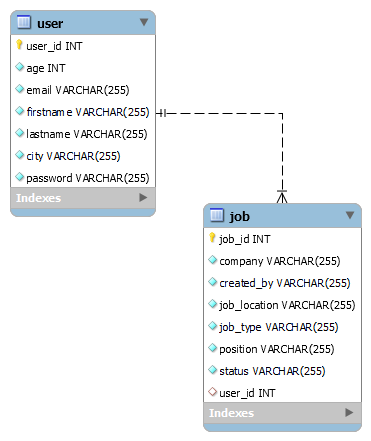 user
user_id INT
age INT
email VARCHAR(255)
firstname VARCHAR(255)
lastname VARCHAR(255)
city VARCHAR(255)
password VARCHAR(255)
Indexes
job
job_id INT
company VARCHAR(255)
created_by VARCHAR(255)
job_location VARCHAR(255)
job_type VARCHAR(255)
position VARCHAR(255)
status VARCHAR(255)
user_id INT
Indexes